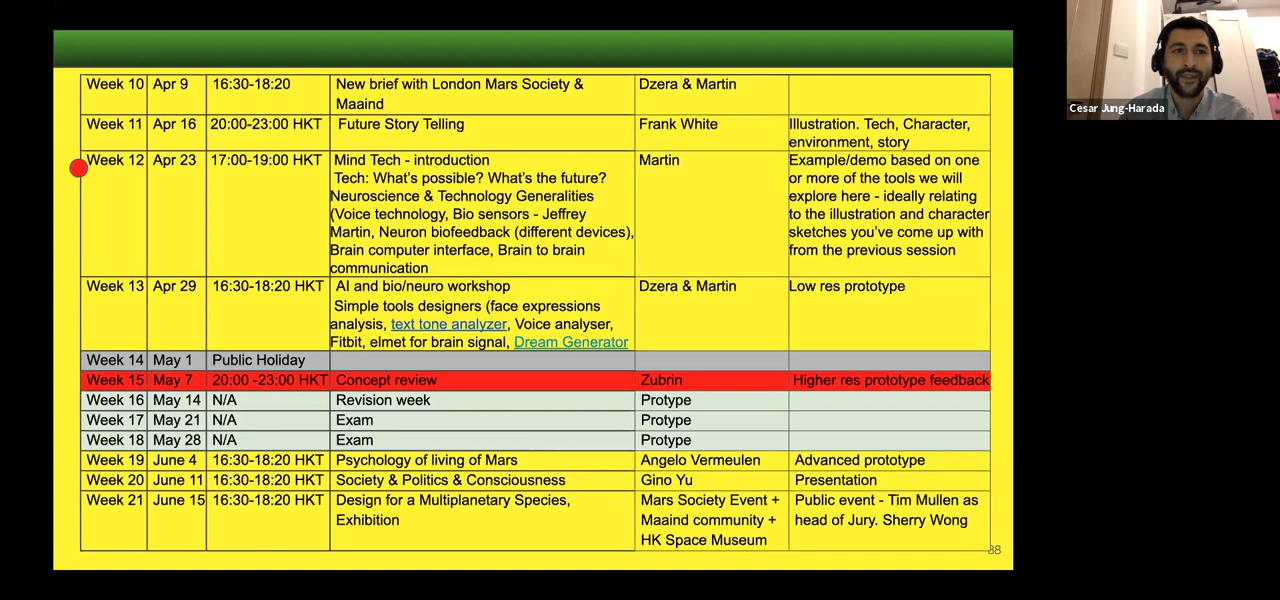 Week 10 Apr 9 16:30-18:20 New brief with London Mars Society & Dzera & Martin
Maaind
Week 11 Apr 16 20:00-23:00 HKT Future Story Telling Frank White Illustration. Tech, Character,
environment, story
Week 12 Apr 23 17:00-19:00 HKT Mind Tech - introduction Martin Example/demo based on one
Tech: What's possible? What's the future? or more of the tools we will
Neuroscience & Technology Generalities explore here - ideally relating
(Voice technology, Bio sensors - Jeffrey to the illustration and character
Martin, Neuron biofeedback (different devices), sketches you've come up with
Brain computer interface, Brain to brain from the previous session
communication
Week 13 Apr 29 16:30-18:20 HKT AI and bio/neuro workshop Dzera & Martin Low res prototype
Simple tools designers (face expressions
analysis, text tone analyzer, Voice analyser,
Fitbit, elmet for brain signal, Dream Generator
Week 14 May 1 Public Holiday
Week 15 May 7 20:00 -23:00 HKT Concept review Zubrin Higher res prototype feedback
Week 16 May 14 N/A Revision week Protype
Week 17 May 21 N/A Exam Protype
Week 18 May 28 N/A Exam Protype
Week 19 June 4 16:30-18:20 HKT Psychology of living of Mars Angelo Vermeulen Advanced prototype
Week 20 June 11 16:30-18:20 HKT Society & Politics & Consciousness Gino Yu Presentation
Week 21 June 15 16:30-18:20 HKT Design for a Multiplanetary Species, Mars Society Event + Public event - Tim Mullen as
Exhibition Maaind community + head of Jury. Sherry Wong
HK Space Museum
38
Cesar Jung-Harada